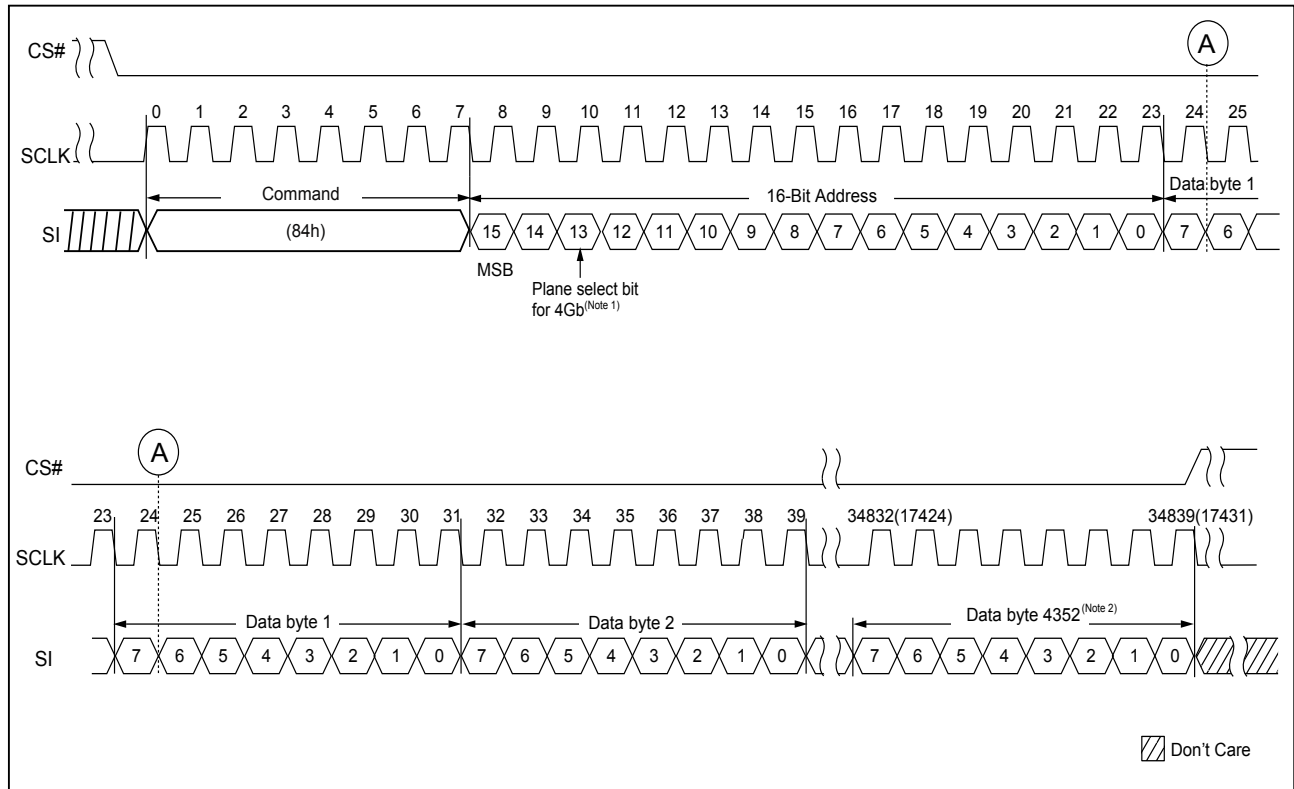 CS#
A
0 1 2 3 4 5 6 7 8 9 10 11 12 13 14 15 16 17 18 19 20 21 22 23 24 25
SCLK
Command 16-Bit Address Data byte 1
SI (84h) 15 14 13 12 11 10 9 8 7 6 5 4 3 2 1 0 7 6
MSB
Plane select bit
for 4Gb(Note 1)
A
CS#
23 24 25 26 27 28 29 30 31 32 33 34 35 36 37 38 39 34832(17424) 34839(17431)
SCLK
Data byte 1 Data byte 2 Data byte 4352(Note 2)
SI 7 6 5 4 3 2 1 0 7 6 5 4 3 2 1 0 7 6 5 4 3 2 1 0
Don't Care